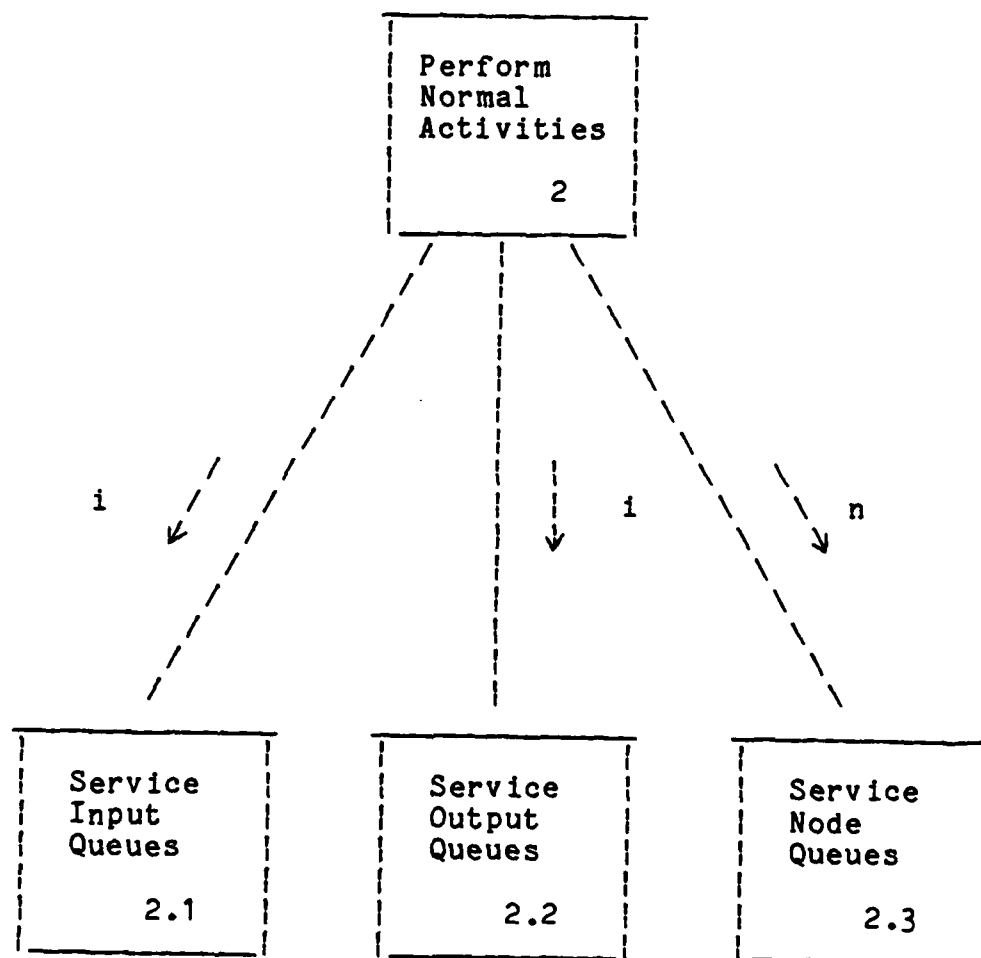 Perform
Normal
Activities
2
i
i
n
Service
Input
Queues
2.1
Service
Output
Queues
2.2
Service
Node
Queues
2.3